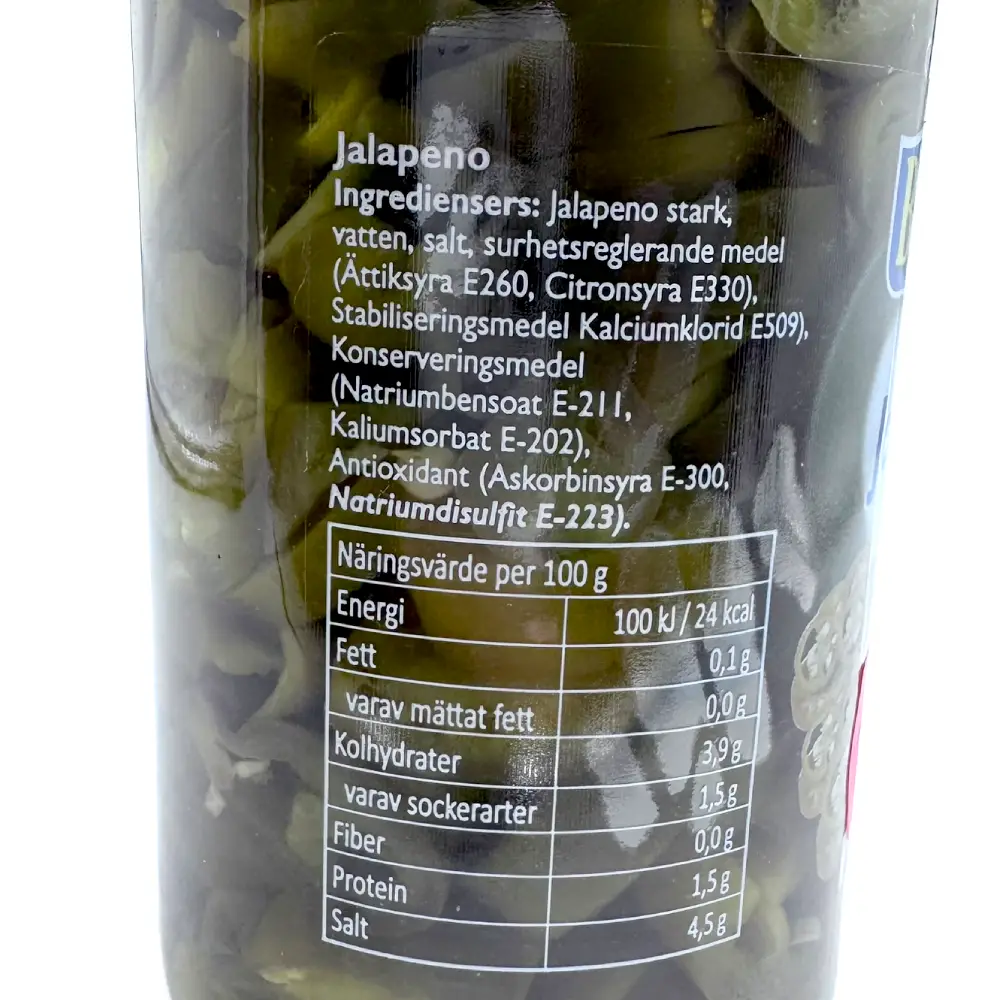 Jalapeno
Ingrediensers: Jalapeno stark,
vatten, salt, surhetsreglerande medel
(Ättiksyra E260, Citronsyra E330),
Stabiliseringsmedel Kalciumklorid E509),
Konserveringsmedel
(Natriumbensoat E-211,
Kaliumsorbat E-202),
Antioxidant (Askorbinsyra E-300,
Natriumdisulfit E-223).
Näringsvärde per 100 g
Energi 100 kJ / 24 kcal
Fett 0,1 g
varav mättat fett 0,0 g
Kolhydrater 3,9 g
varav sockerarter 1,5 g
Fiber 0,0 g
Protein 1,5 g
Salt 4,5 g